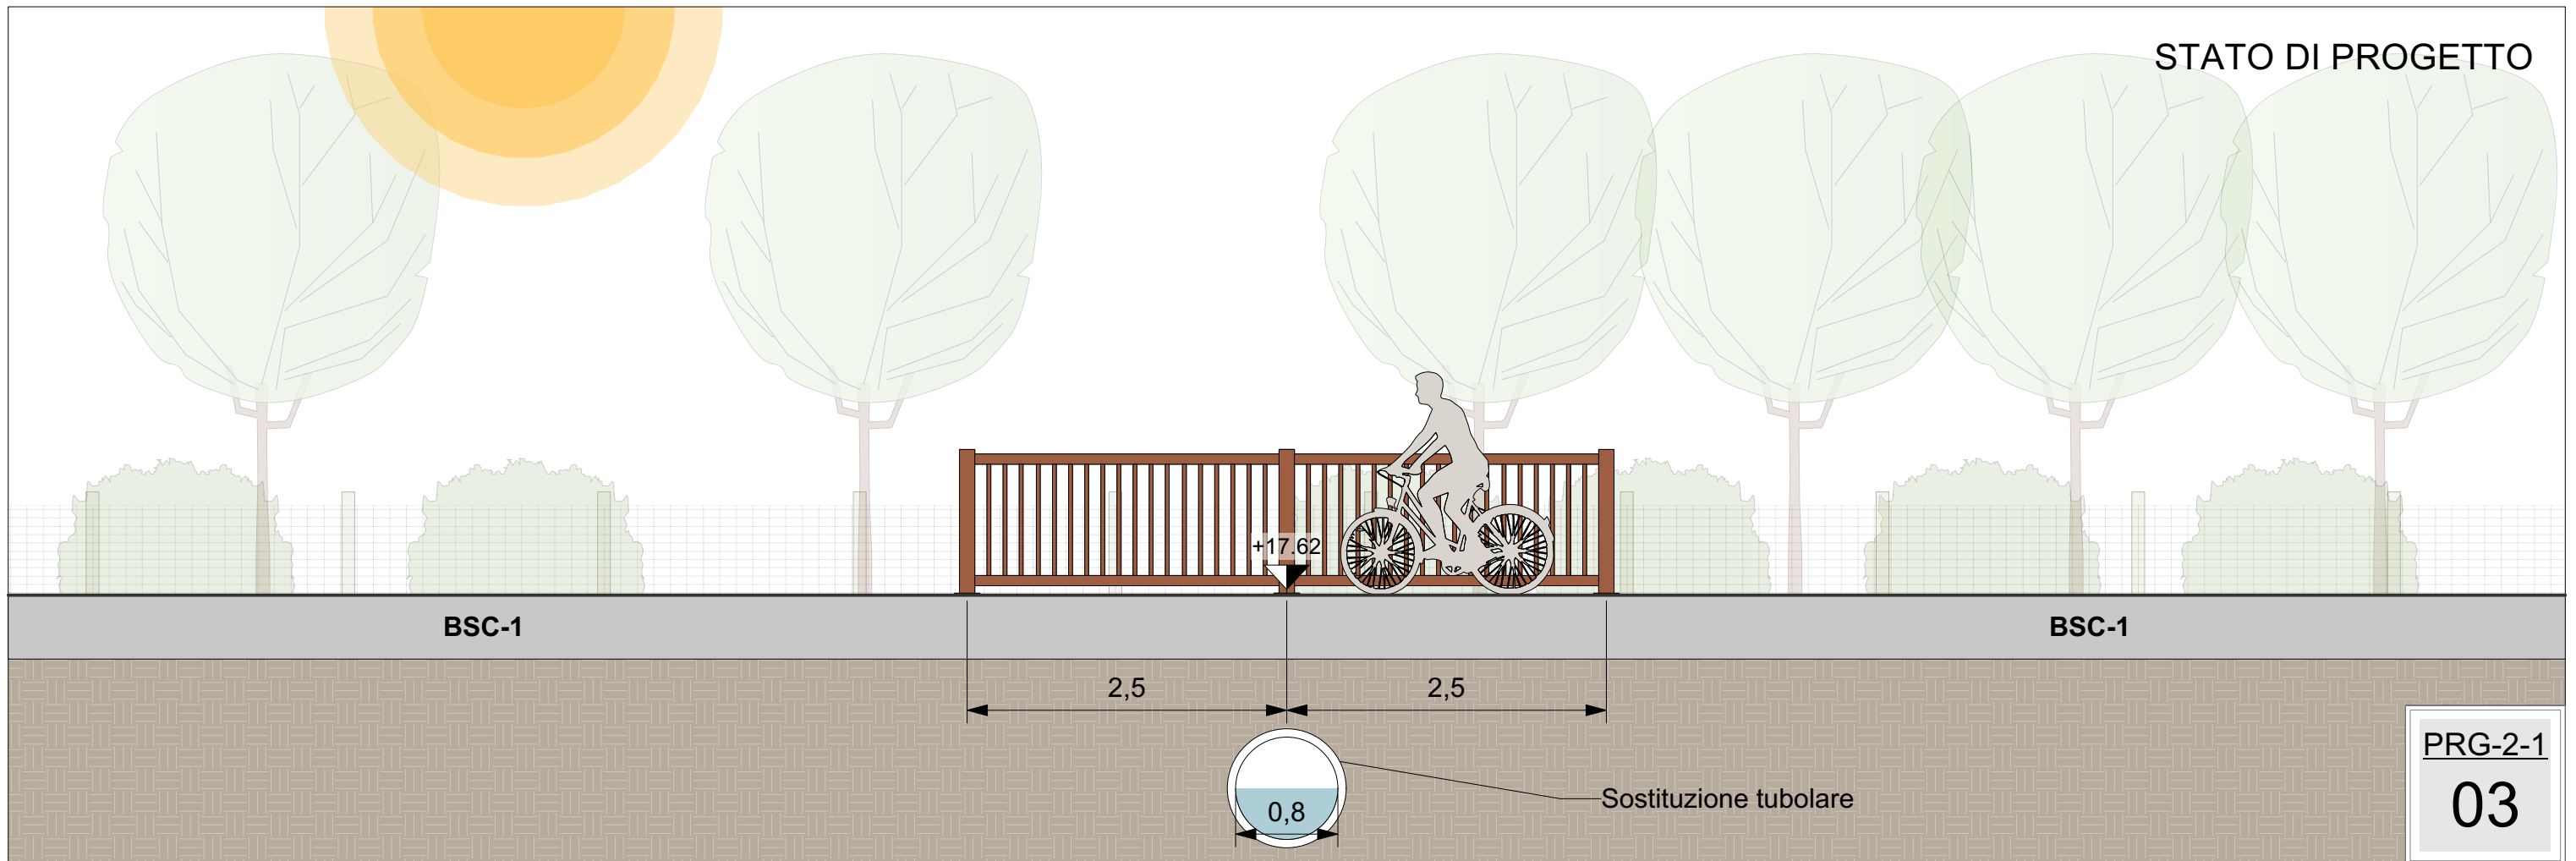 STATO DI PROGETTO
+17.62
BSC-1
BSC-1
2,5
2,5
0,8
Sostituzione tubolare
PRG-2-1
03